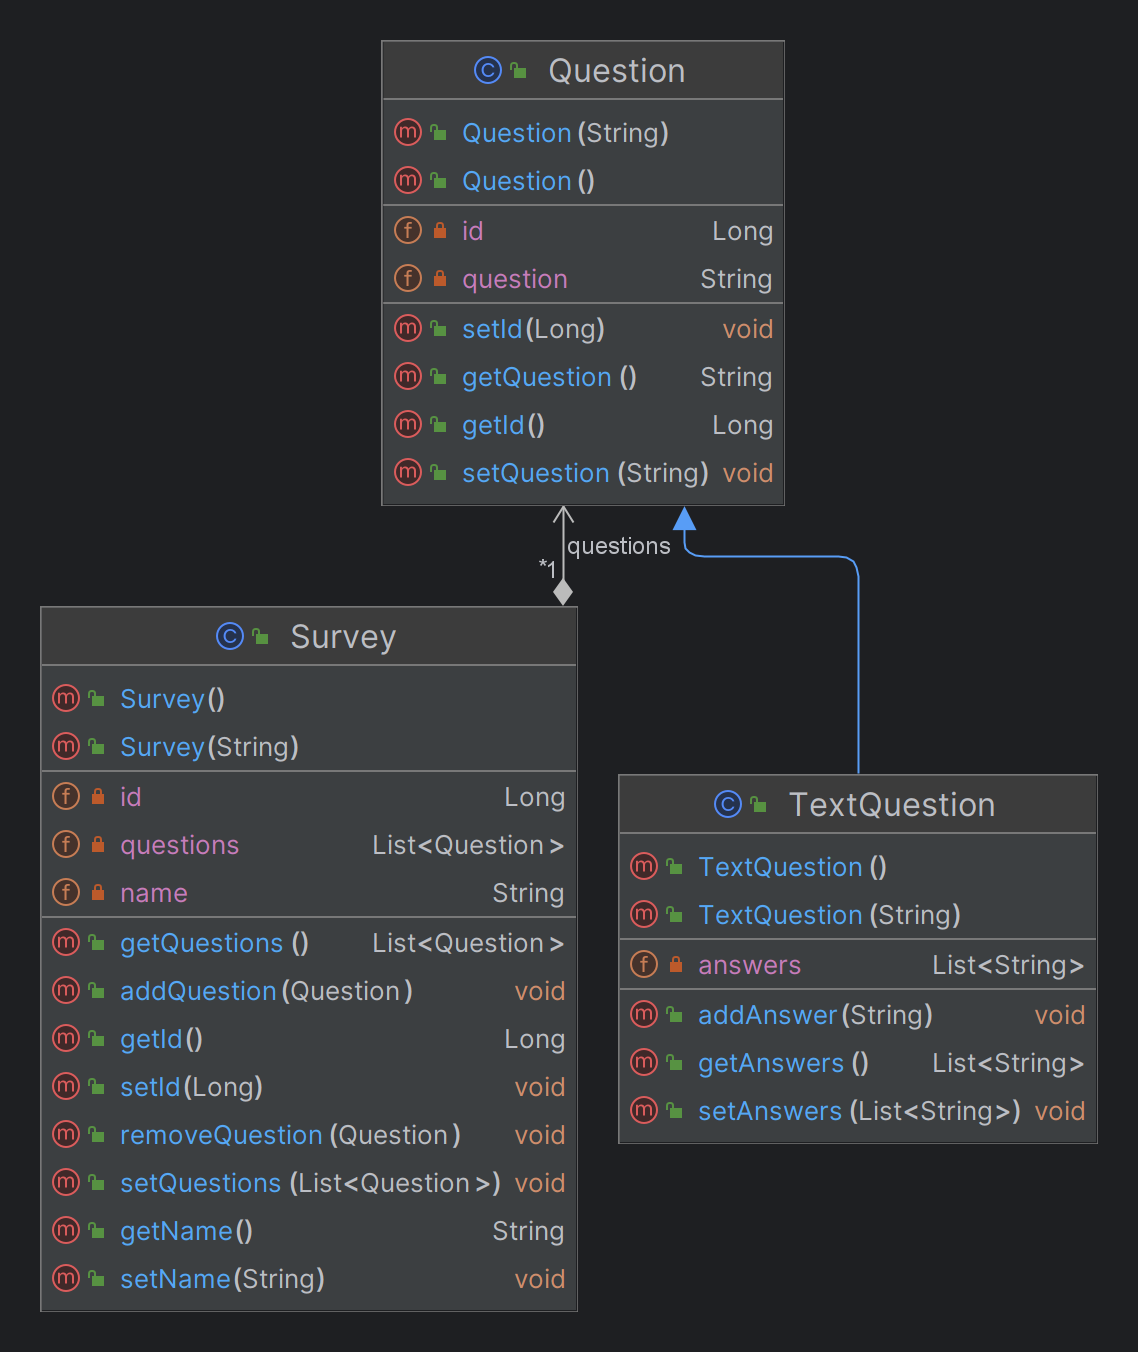 Question
Question(String)
Question()
id Long
question String
setId(Long) void
getQuestion() String
getId() Long
setQuestion(String) void
questions
*1
Survey
Survey()
Survey(String)
id Long
questions List<Question>
name String
getQuestions() List<Question>
addQuestion(Question) void
getId() Long
setId(Long) void
removeQuestion(Question) void
setQuestions(List<Question>) void
getName() String
setName(String) void
TextQuestion
TextQuestion()
TextQuestion(String)
answers List<String>
addAnswer(String) void
getAnswers() List<String>
setAnswers(List<String>) void